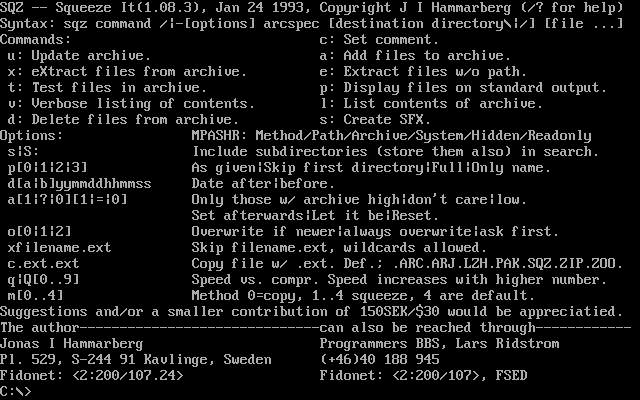 SQZ -- Squeeze It(1.08.3), Jan 24 1993, Copyright J I Hammarberg (/? for help)
Syntax: sqz command /¦-[options] arcspec [destination directory\¦/] [file ...]
Commands: c: Set comment.
u: Update archive. a: Add files to archive.
x: eXtract files from archive. e: Extract files w/o path.
t: Test files in archive. p: Display files on standard output.
v: Verbose listing of contents. l: List contents of archive.
d: Delete files from archive. s: Create SFX.
Options: MPASHR: Method/Path/Archive/System/Hidden/Readonly
s¦S: Include subdirectories (store them also) in search.
p[0¦1¦2¦3] As given¦Skip first directory¦Full¦Only name.
d[a¦b]yymmddhhmmss Date after¦before.
a[1¦?¦0][1¦=¦0] Only those w/ archive high¦don't care¦low.
Set afterwards¦Let it be¦Reset.
o[0¦1¦2] Overwrite if newer¦always overwrite¦ask first.
xfilename.ext Skip filename.ext, wildcards allowed.
c.ext.ext Copy file w/ .ext. Def.; .ARC.ARJ.LZH.PAK.SQZ.ZIP.ZOO.
q¦Q[0..9] Speed vs. compr. Speed increases with higher number.
m[0..4] Method 0=copy, 1..4 squeeze, 4 are default.
Suggestions and/or a smaller contribution of 150SEK/$30 would be appreciatied.
The author──────────────────────────────can also be reached through────────────
Jonas I Hammarberg Programmers BBS, Lars Ridstrom
Pl. 529, S-244 91 Kavlinge, Sweden (+46)40 188 945
Fidonet: <2:200/107.24> Fidonet: <2:200/107>, FSED
C:\>